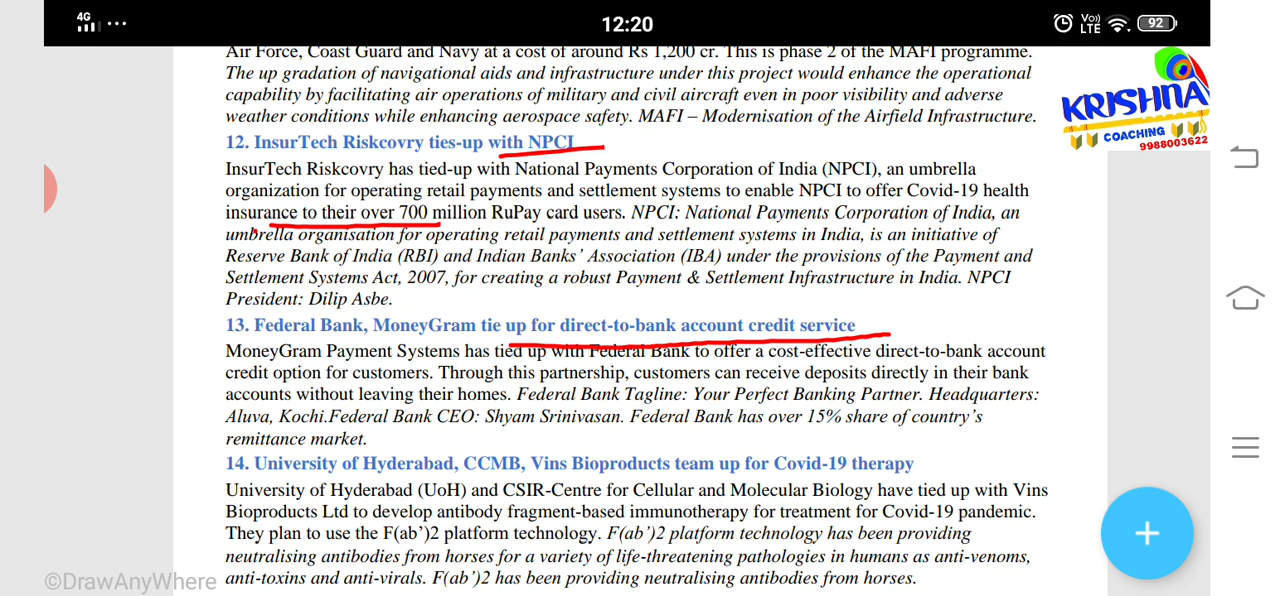 4G
12:20
Vo)) LTE
92
Air Force, Coast Guard and Navy at a cost of around Rs 1,200 cr. This is phase 2 of the MAFI programme.
The up gradation of navigational aids and infrastructure under this project would enhance the operational
capability by facilitating air operations of military and civil aircraft even in poor visibility and adverse
weather conditions while enhancing aerospace safety. MAFI – Modernisation of the Airfield Infrastructure.
KRISHNA
COACHING
9988003622
12. InsurTech Riskcovry ties-up with NPCI
InsurTech Riskcovry has tied-up with National Payments Corporation of India (NPCI), an umbrella
organization for operating retail payments and settlement systems to enable NPCI to offer Covid-19 health
insurance to their over 700 million RuPay card users. NPCI: National Payments Corporation of India, an
umbrella organisation for operating retail payments and settlement systems in India, is an initiative of
Reserve Bank of India (RBI) and Indian Banks’ Association (IBA) under the provisions of the Payment and
Settlement Systems Act, 2007, for creating a robust Payment & Settlement Infrastructure in India. NPCI
President: Dilip Asbe.
13. Federal Bank, MoneyGram tie up for direct-to-bank account credit service
MoneyGram Payment Systems has tied up with Federal Bank to offer a cost-effective direct-to-bank account
credit option for customers. Through this partnership, customers can receive deposits directly in their bank
accounts without leaving their homes. Federal Bank Tagline: Your Perfect Banking Partner. Headquarters:
Aluva, Kochi.Federal Bank CEO: Shyam Srinivasan. Federal Bank has over 15% share of country’s
remittance market.
14. University of Hyderabad, CCMB, Vins Bioproducts team up for Covid-19 therapy
University of Hyderabad (UoH) and CSIR-Centre for Cellular and Molecular Biology have tied up with Vins
Bioproducts Ltd to develop antibody fragment-based immunotherapy for treatment for Covid-19 pandemic.
They plan to use the F(ab’)2 platform technology. F(ab’)2 platform technology has been providing
neutralising antibodies from horses for a variety of life-threatening pathologies in humans as anti-venoms,
anti-toxins and anti-virals. F(ab’)2 has been providing neutralising antibodies from horses.
©DrawAnyWhere